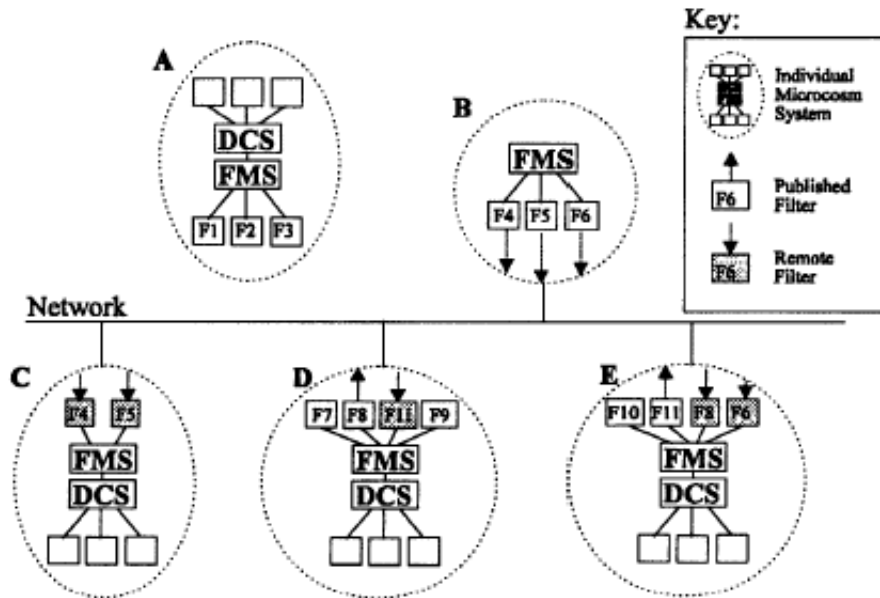 Key:
Individual
Microcosm
System
F6
Published
Filter
F6
Remote
Filter
A
DCS
FMS
F1 F2 F3
B
FMS
F4 F5 F6
Network
C
F4 F5
FMS
DCS
D
F7 F8 F11 F9
FMS
DCS
E
F10 F11 F8 F6
FMS
DCS